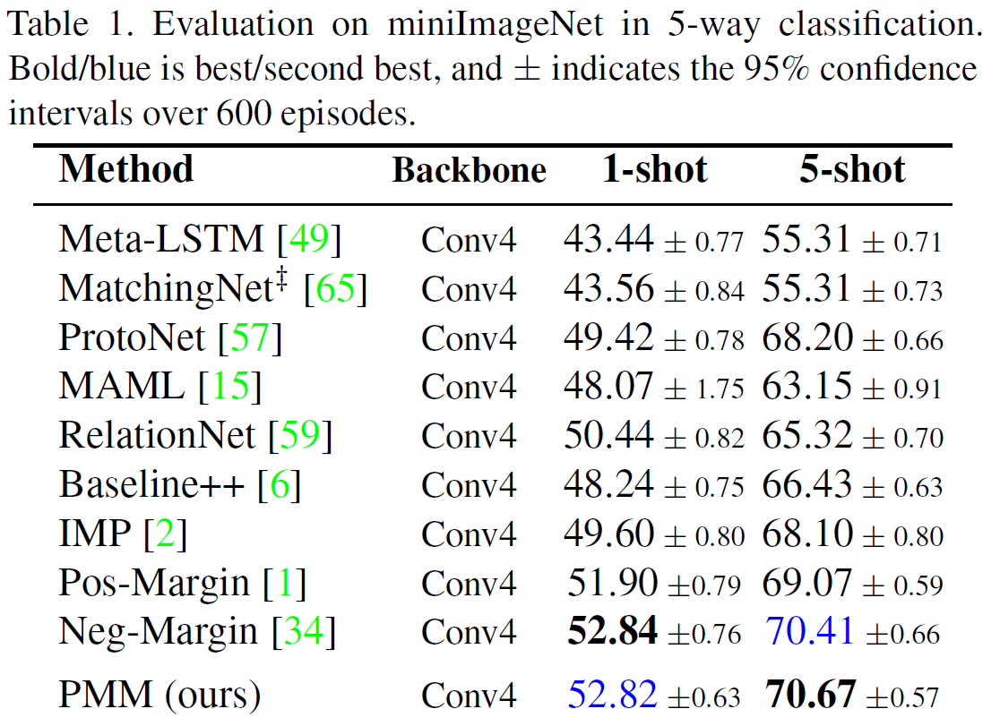 Table 1. Evaluation on miniImageNet in 5-way classification.
Bold/blue is best/second best, and ± indicates the 95% confidence
intervals over 600 episodes.
Method Backbone 1-shot 5-shot
Meta-LSTM [49] Conv4 43.44 ± 0.77 55.31 ± 0.71
MatchingNet‡ [65] Conv4 43.56 ± 0.84 55.31 ± 0.73
ProtoNet [57] Conv4 49.42 ± 0.78 68.20 ± 0.66
MAML [15] Conv4 48.07 ± 1.75 63.15 ± 0.91
RelationNet [59] Conv4 50.44 ± 0.82 65.32 ± 0.70
Baseline++ [6] Conv4 48.24 ± 0.75 66.43 ± 0.63
IMP [2] Conv4 49.60 ± 0.80 68.10 ± 0.80
Pos-Margin [1] Conv4 51.90 ±0.79 69.07 ± 0.59
Neg-Margin [34] Conv4 52.84 ±0.76 70.41 ±0.66
PMM (ours) Conv4 52.82 ±0.63 70.67 ±0.57